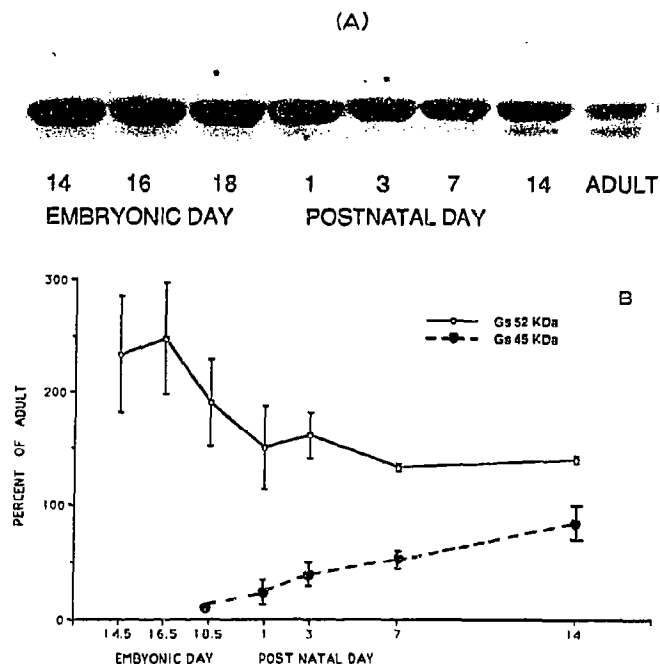 (A)
14 16 18 1 3 7 14 ADULT
EMBRYONIC DAY POSTNATAL DAY
B
300
200
100
0
PERCENT OF ADULT
Gs 52 KDa
Gs 45 KDa
14.5 16.5 18.5 1 3 7 14
EMBYONIC DAY POST NATAL DAY